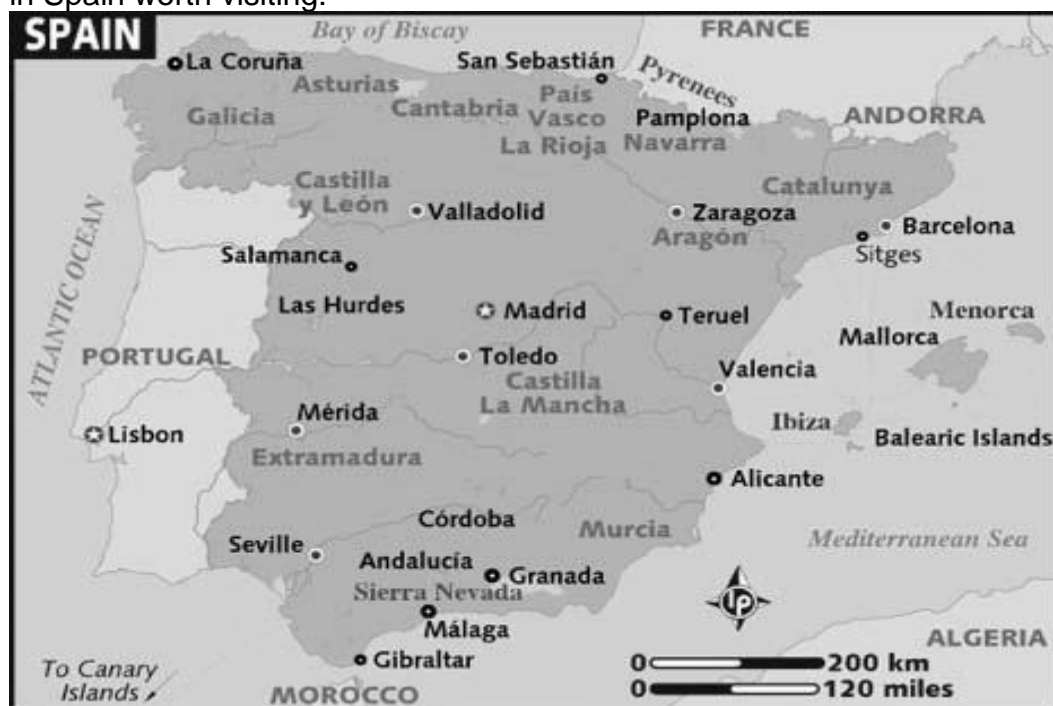 in Spain worth visiting.
SPAIN
Bay of Biscay
FRANCE
La Coruña
San Sebastián
Pyrenees
Asturias
Cantabria
País
Vasco
Galicia
Pamplona
ANDORRA
La Rioja
Navarra
Castilla
y León
Catalunya
Valladolid
Zaragoza
Aragón
Barcelona
Sitges
ATLANTIC OCEAN
Salamanca
Las Hurdes
Madrid
Teruel
Menorca
Mallorca
PORTUGAL
Toledo
Valencia
Castilla
La Mancha
Mérida
Ibiza
Lisbon
Balearic Islands
Extramadura
Alicante
Córdoba
Murcia
Seville
Mediterranean Sea
Andalucía
Granada
Sierra Nevada
Málaga
lp
ALGERIA
Gibraltar
To Canary
Islands
MOROCCO
0 200 km
0 120 miles